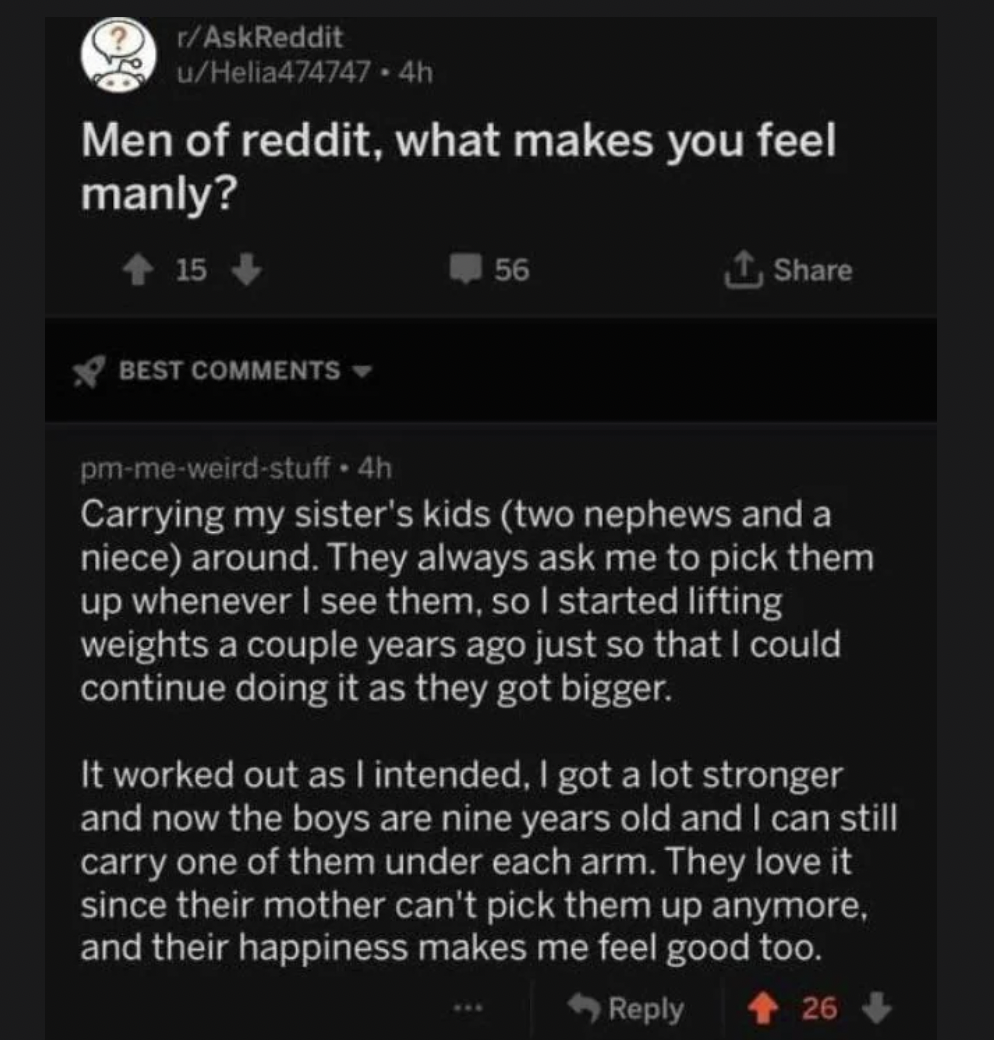 r/AskReddit
u/Helia474747 • 4h
Men of reddit, what makes you feel
manly?
15
56
Share
BEST COMMENTS
pm-me-weird-stuff • 4h
Carrying my sister's kids (two nephews and a
niece) around. They always ask me to pick them
up whenever I see them, so I started lifting
weights a couple years ago just so that I could
continue doing it as they got bigger.
It worked out as I intended, I got a lot stronger
and now the boys are nine years old and I can still
carry one of them under each arm. They love it
since their mother can't pick them up anymore,
and their happiness makes me feel good too.
... Reply 26